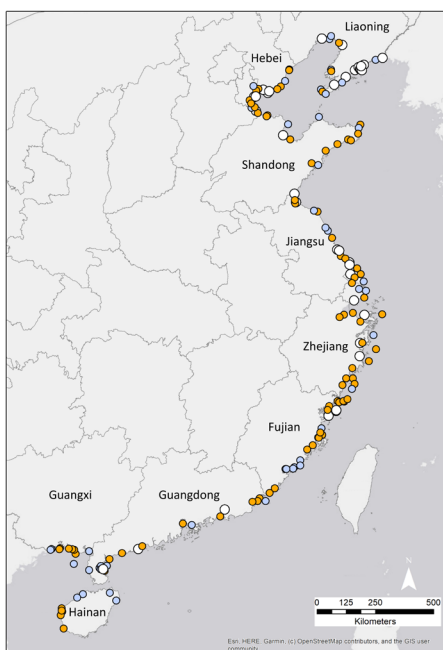 Liaoning
Hebei
Shandong
Jiangsu
Zhejiang
Fujian
Guangxi
Guangdong
Hainan
0 125 250 500
Kilometers
Esri, HERE, Garmin, (c) OpenStreetMap contributors, and the GIS user
community